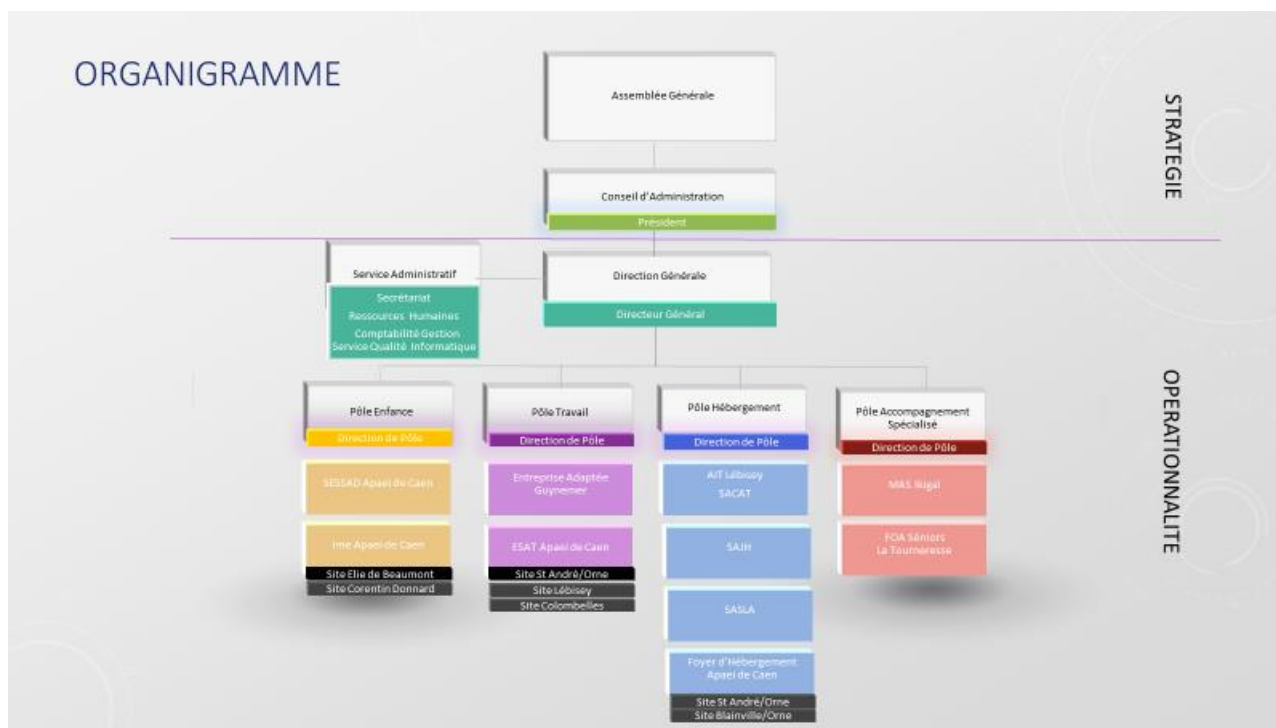 ORGANIGRAMME
Assemblée Générale
STRATEGIE
Conseil d'Administration
Président
Service Administratif
Secrétariat
Ressources Humaines
Comptabilité Gestion
Service Qualité Informatique
Direction Générale
Directeur Général
OPERATIONNALITE
Pôle Enfance
Direction de Pôle
SESSAD Apaei de Caen
Ime Apaei de Caen
Site Elie de Beaumont
Site Corentin Donnard
Pôle Travail
Direction de Pôle
Entreprise Adaptée
Guynemer
ESAT Apaei de Caen
Site St André/Orne
Site Lébisey
Site Colombelles
Pôle Hébergement
Direction de Pôle
AIT Lébisey
SACAT
SAJH
SASLA
Foyer d'Hébergement
Apaei de Caen
Site St André/Orne
Site Blainville/Orne
Pôle Accompagnement
Spécialisé
Direction de Pôle
MAS Ikigaï
FOA Séniors
La Tourneresse